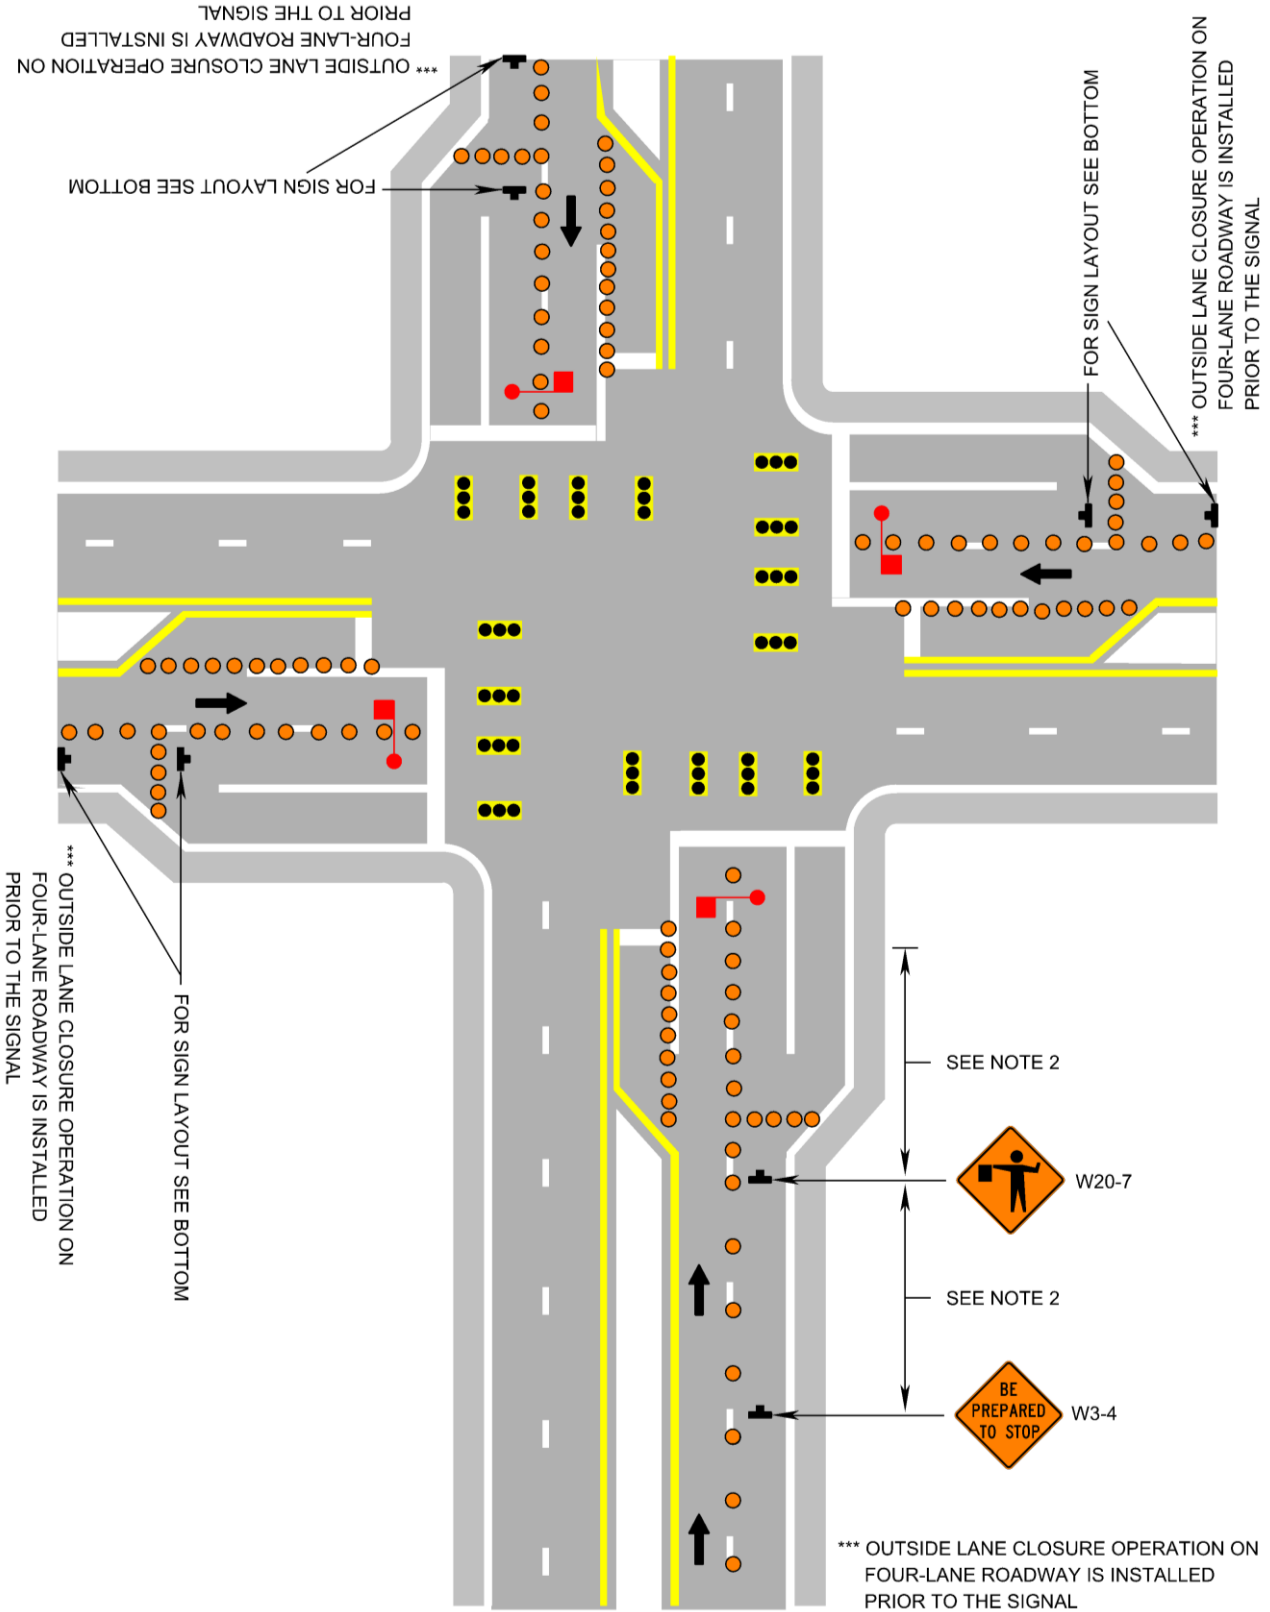 *** OUTSIDE LANE CLOSURE OPERATION ON
FOUR-LANE ROADWAY IS INSTALLED
PRIOR TO THE SIGNAL
FOR SIGN LAYOUT SEE BOTTOM
*** OUTSIDE LANE CLOSURE OPERATION ON
FOUR-LANE ROADWAY IS INSTALLED
PRIOR TO THE SIGNAL
FOR SIGN LAYOUT SEE BOTTOM
*** OUTSIDE LANE CLOSURE OPERATION ON
FOUR-LANE ROADWAY IS INSTALLED
PRIOR TO THE SIGNAL
FOR SIGN LAYOUT SEE BOTTOM
SEE NOTE 2
W20-7
SEE NOTE 2
BE
PREPARED
TO STOP
W3-4
*** OUTSIDE LANE CLOSURE OPERATION ON
FOUR-LANE ROADWAY IS INSTALLED
PRIOR TO THE SIGNAL